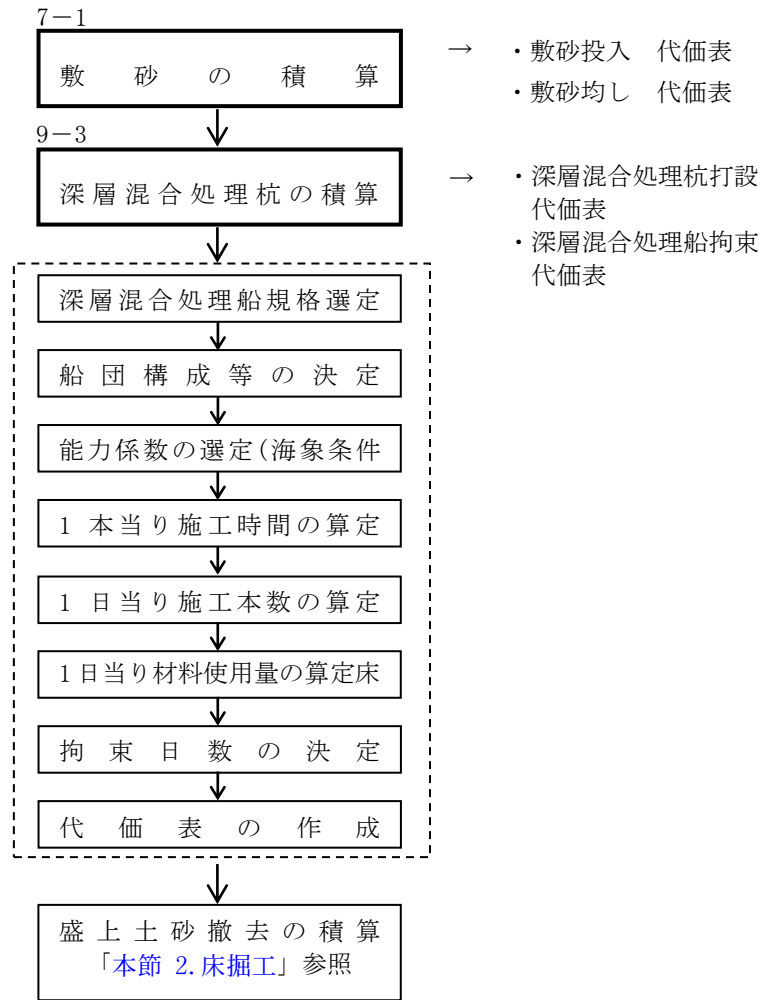 7－1
敷砂の積算
→ ・敷砂投入　代価表
・敷砂均し　代価表
9－3
深層混合処理杭の積算
→ ・深層混合処理杭打設
代価表
・深層混合処理船拘束
代価表
深層混合処理船規格選定
船団構成等の決定
能力係数の選定(海象条件
1 本当り施工時間の算定
1 日当り施工本数の算定
1日当り材料使用量の算定床
拘束日数の決定
代価表の作成
盛上土砂撤去の積算
「本節 2.床掘工」参照